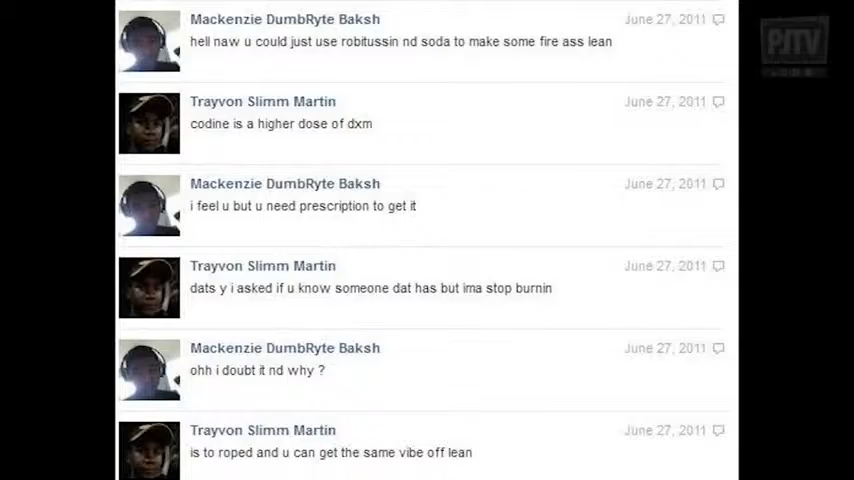 Mackenzie DumbRyte Baksh June 27, 2011
hell naw u could just use robitussin nd soda to make some fire ass lean
PJTV
Trayvon Slimm Martin June 27, 2011
codine is a higher dose of dxm
Mackenzie DumbRyte Baksh June 27, 2011
i feel u but u need prescription to get it
Trayvon Slimm Martin June 27, 2011
dats y i asked if u know someone dat has but ima stop burnin
Mackenzie DumbRyte Baksh June 27, 2011
ohh i doubt it nd why ?
Trayvon Slimm Martin June 27, 2011
is to roped and u can get the same vibe off lean